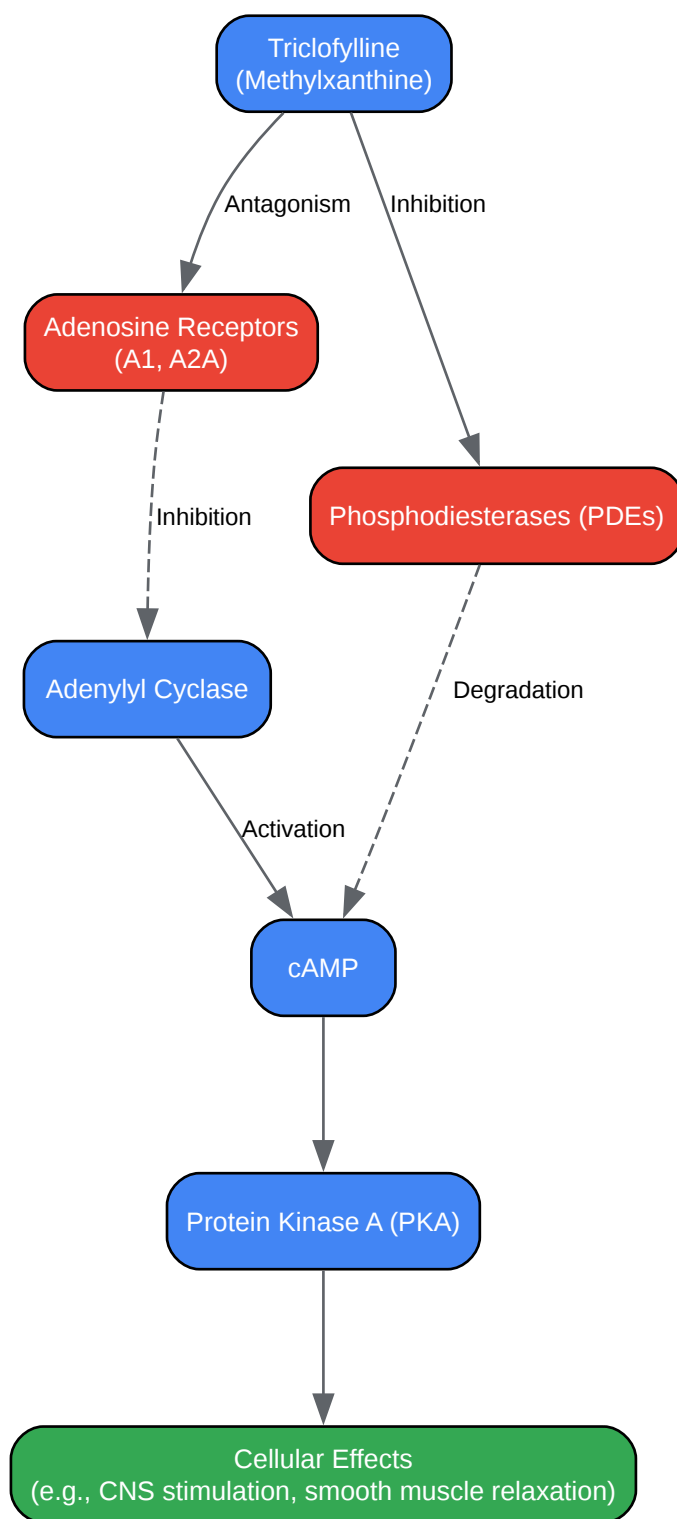 Triclofylline
(Methylxanthine)
Antagonism
Inhibition
Adenosine Receptors
(A1, A2A)
Inhibition
Phosphodiesterases (PDEs)
Adenylyl Cyclase
Degradation
Activation
cAMP
Protein Kinase A (PKA)
Cellular Effects
(e.g., CNS stimulation, smooth muscle relaxation)